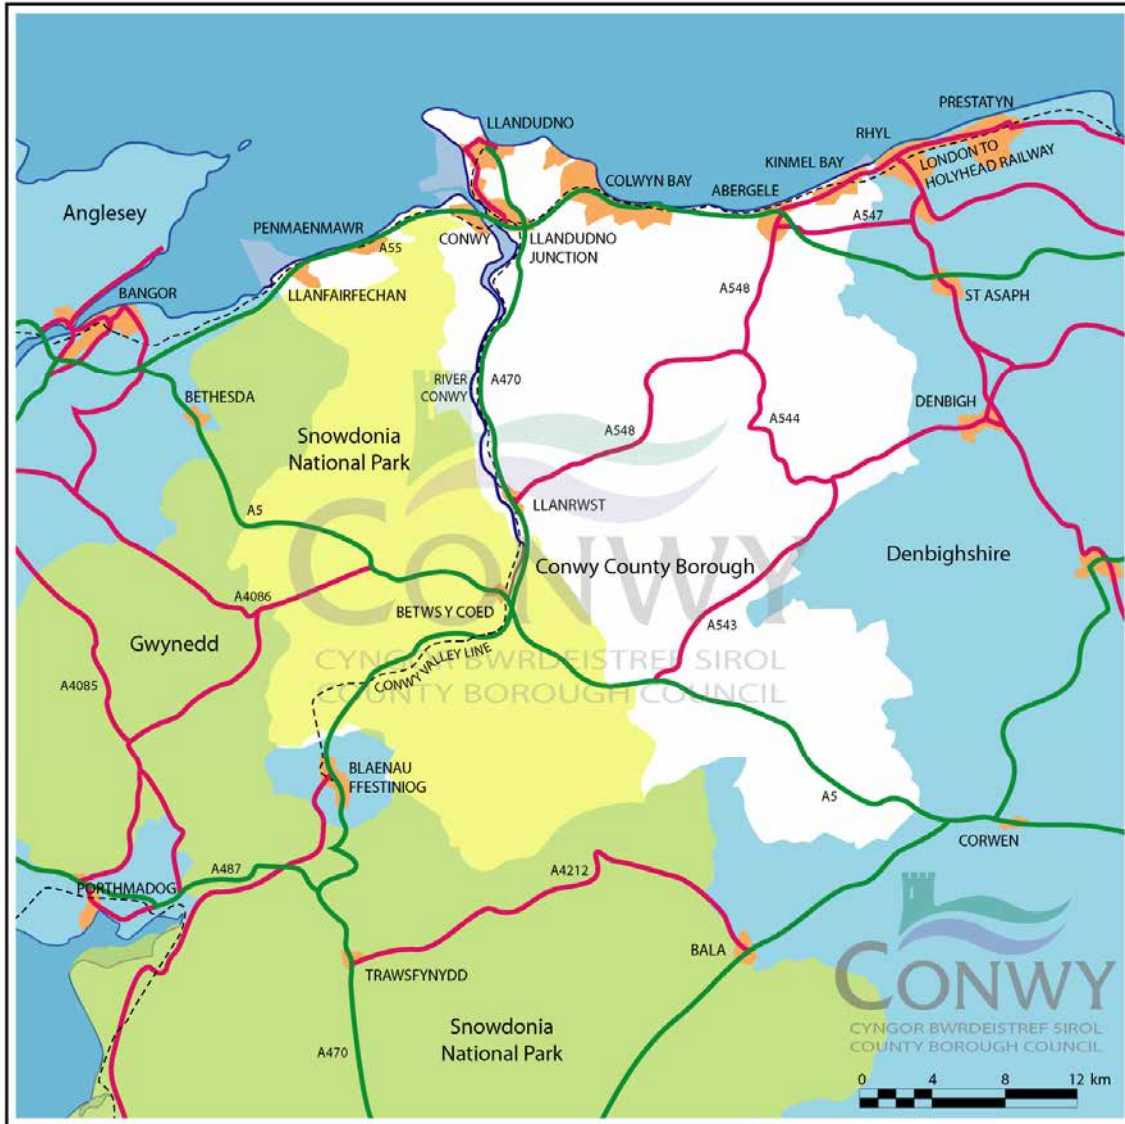 PRESTATYN
LLANDUDNO
RHYL
LONDON TO
HOLYHEAD RAILWAY
KINMEL BAY
COLWYN BAY
ABERGELE
Anglesey
A547
PENMAENMAWR
CONWY
LLANDUDNO
JUNCTION
A55
BANGOR
LLANFAIRFECHAN
A548
ST ASAPH
RIVER
CONWY
A470
BETHESDA
DENBIGH
A544
A548
Snowdonia
National Park
LLANRWST
A5
CONWY
Conwy County Borough
Denbighshire
A4086
BETWS Y COED
A543
Gwynedd
CYNGOR BWRDEISTREF SIROL
COUNTY BOROUGH COUNCIL
CONWY VALLEY LINE
A4085
BLAENAU
FFESTINIOG
A5
CORWEN
A487
A4212
PORTHMADOG
BALA
TRAWSFYNYDD
CONWY
CYNGOR BWRDEISTREF SIROL
COUNTY BOROUGH COUNCIL
Snowdonia
National Park
A470
0 4 8 12 km